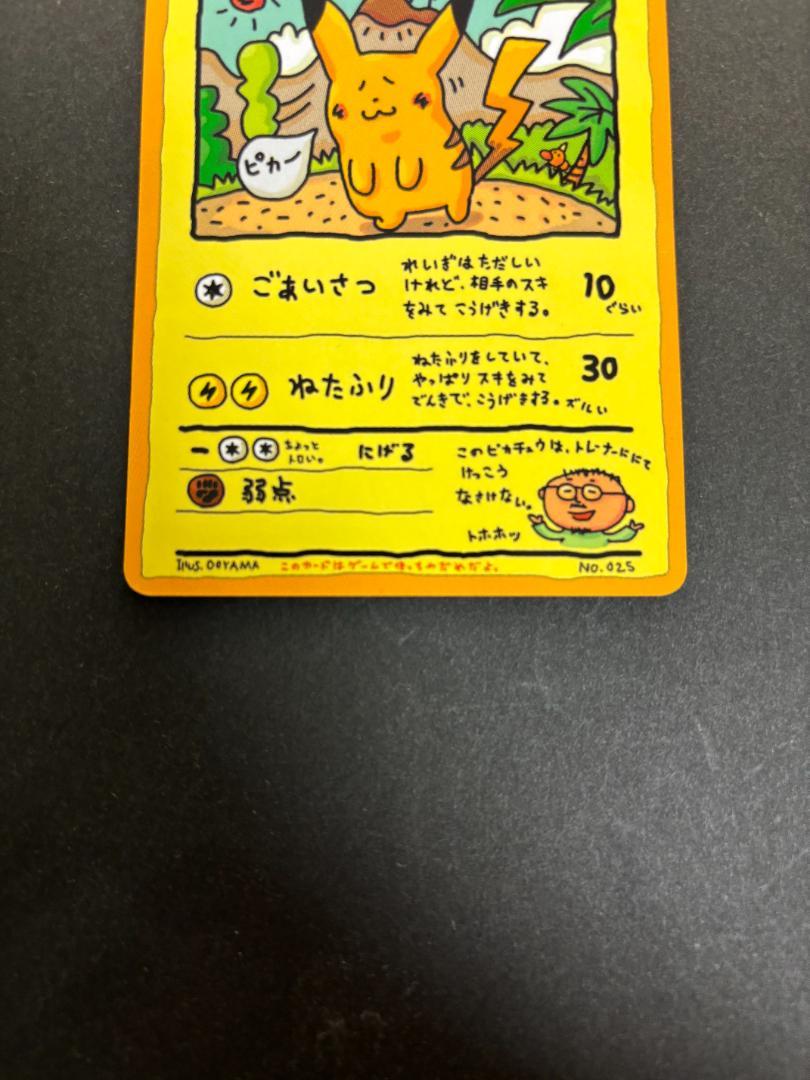 ピカー
ごあいさつ
れいぎはただしい
けれど、相手のスキ
をみてこうげきする。
10
ぐらい
ねたふり
ねたふりをしていて、
やっぱりスキをみて
でんきで、こうげきする。ズルい
30
ー
ちょっと
トロい。
にげる
弱点
このピカチュウは、トレーナーににて
けっこう
なさけない。
トホホッ
Illus. OOYAMA
このカードはゲームで使っちゃだめだよ。
NO. 025